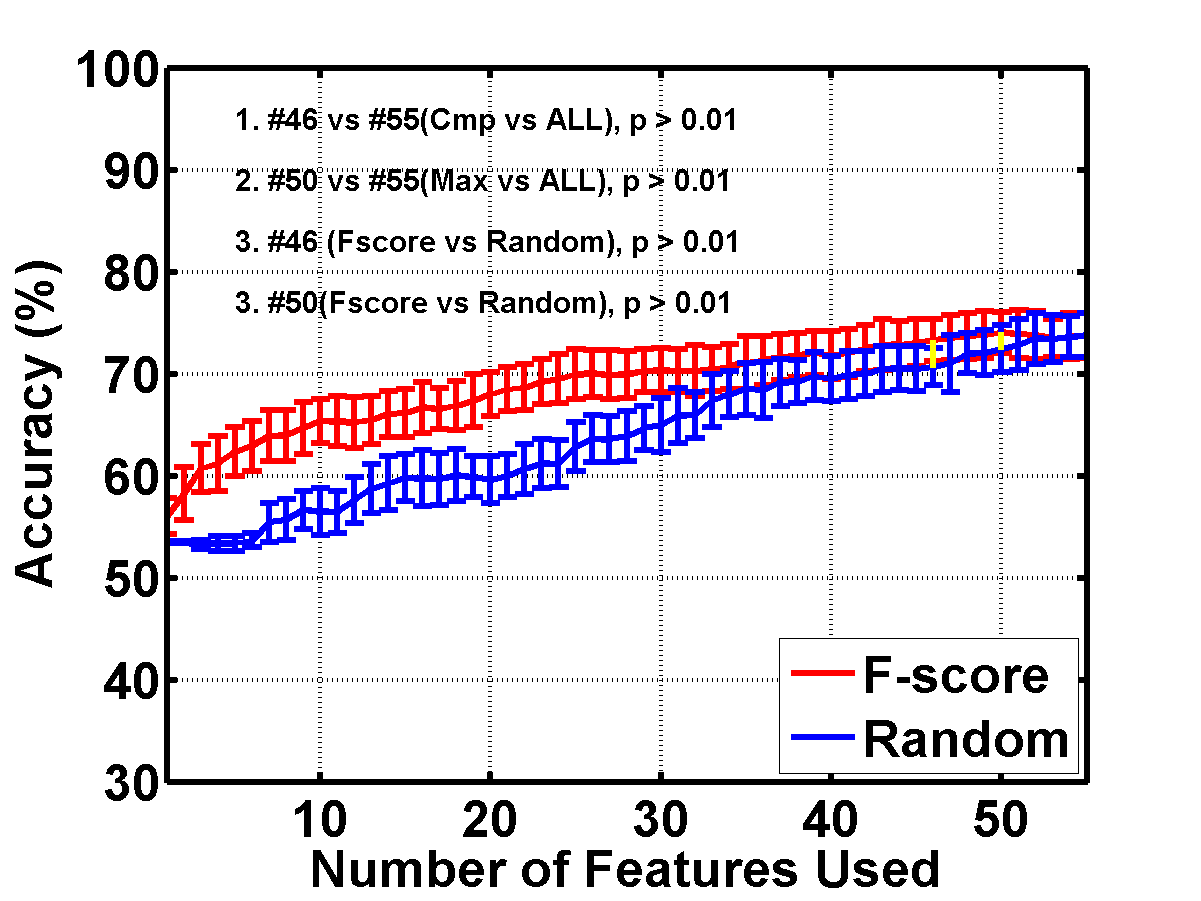 100
1. #46 vs #55(Cmp vs ALL), p > 0.01
90
2. #50 vs #55(Max vs ALL), p > 0.01
3. #46 (Fscore vs Random), p > 0.01
80
3. #50(Fscore vs Random), p > 0.01
70
60
50
40
30
Accuracy (%)
F-score
Random
10 20 30 40 50
Number of Features Used